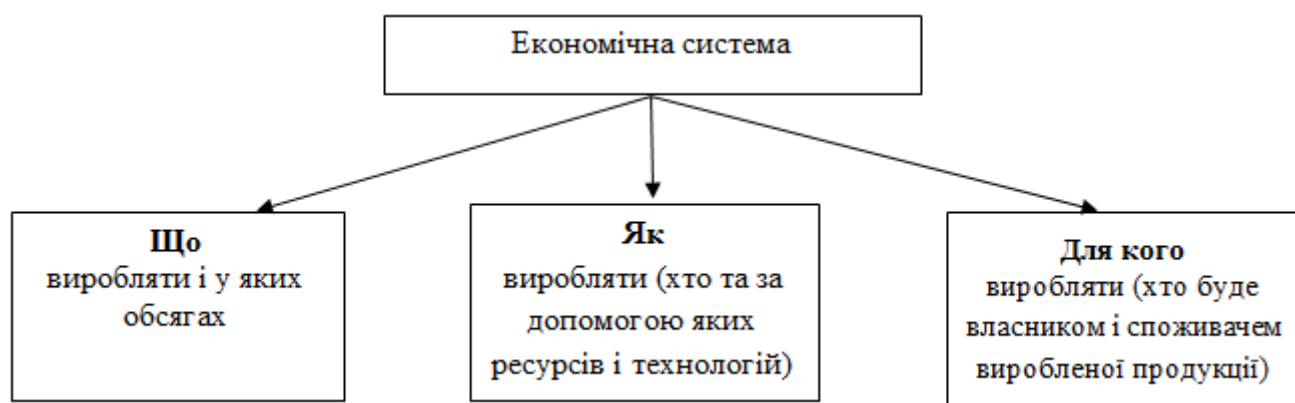 Економічна система
Що
виробляти і у яких
обсягах
Як
виробляти (хто та за
допомогою яких
ресурсів і технологій)
Для кого
виробляти (хто буде
власником і споживачем
виробленої продукції)